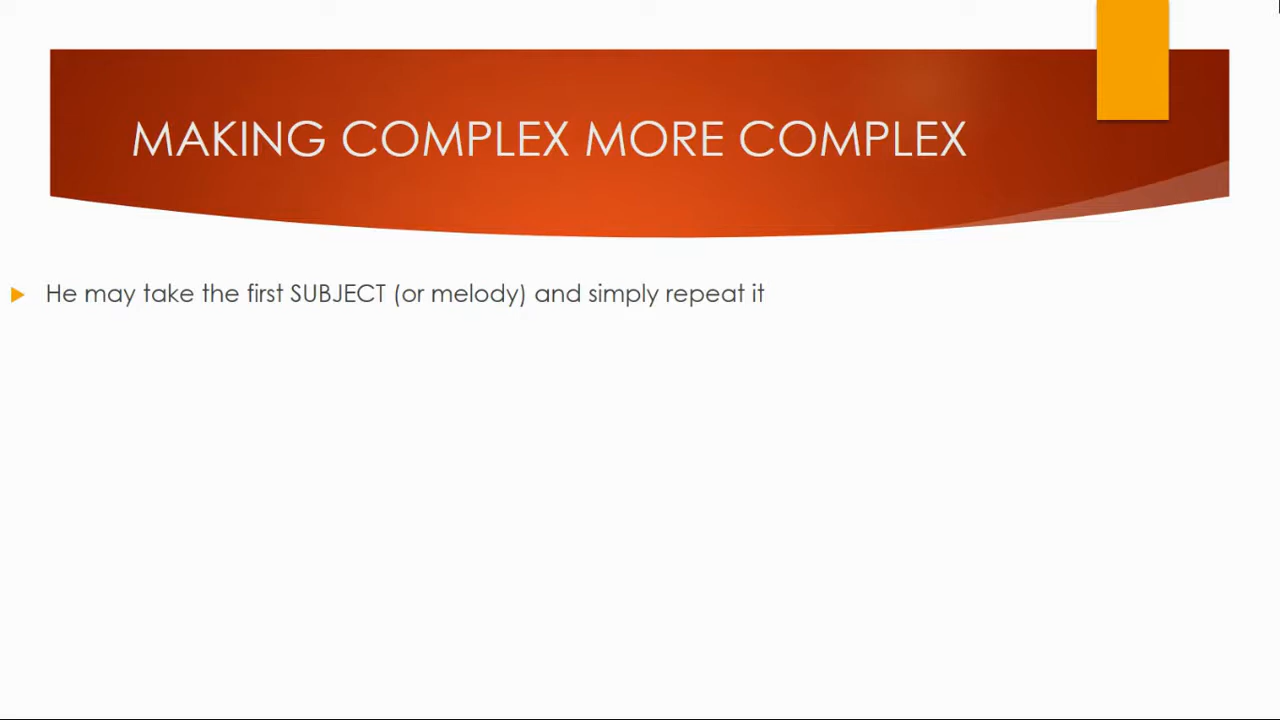 MAKING COMPLEX MORE COMPLEX
He may take the first SUBJECT (or melody) and simply repeat it